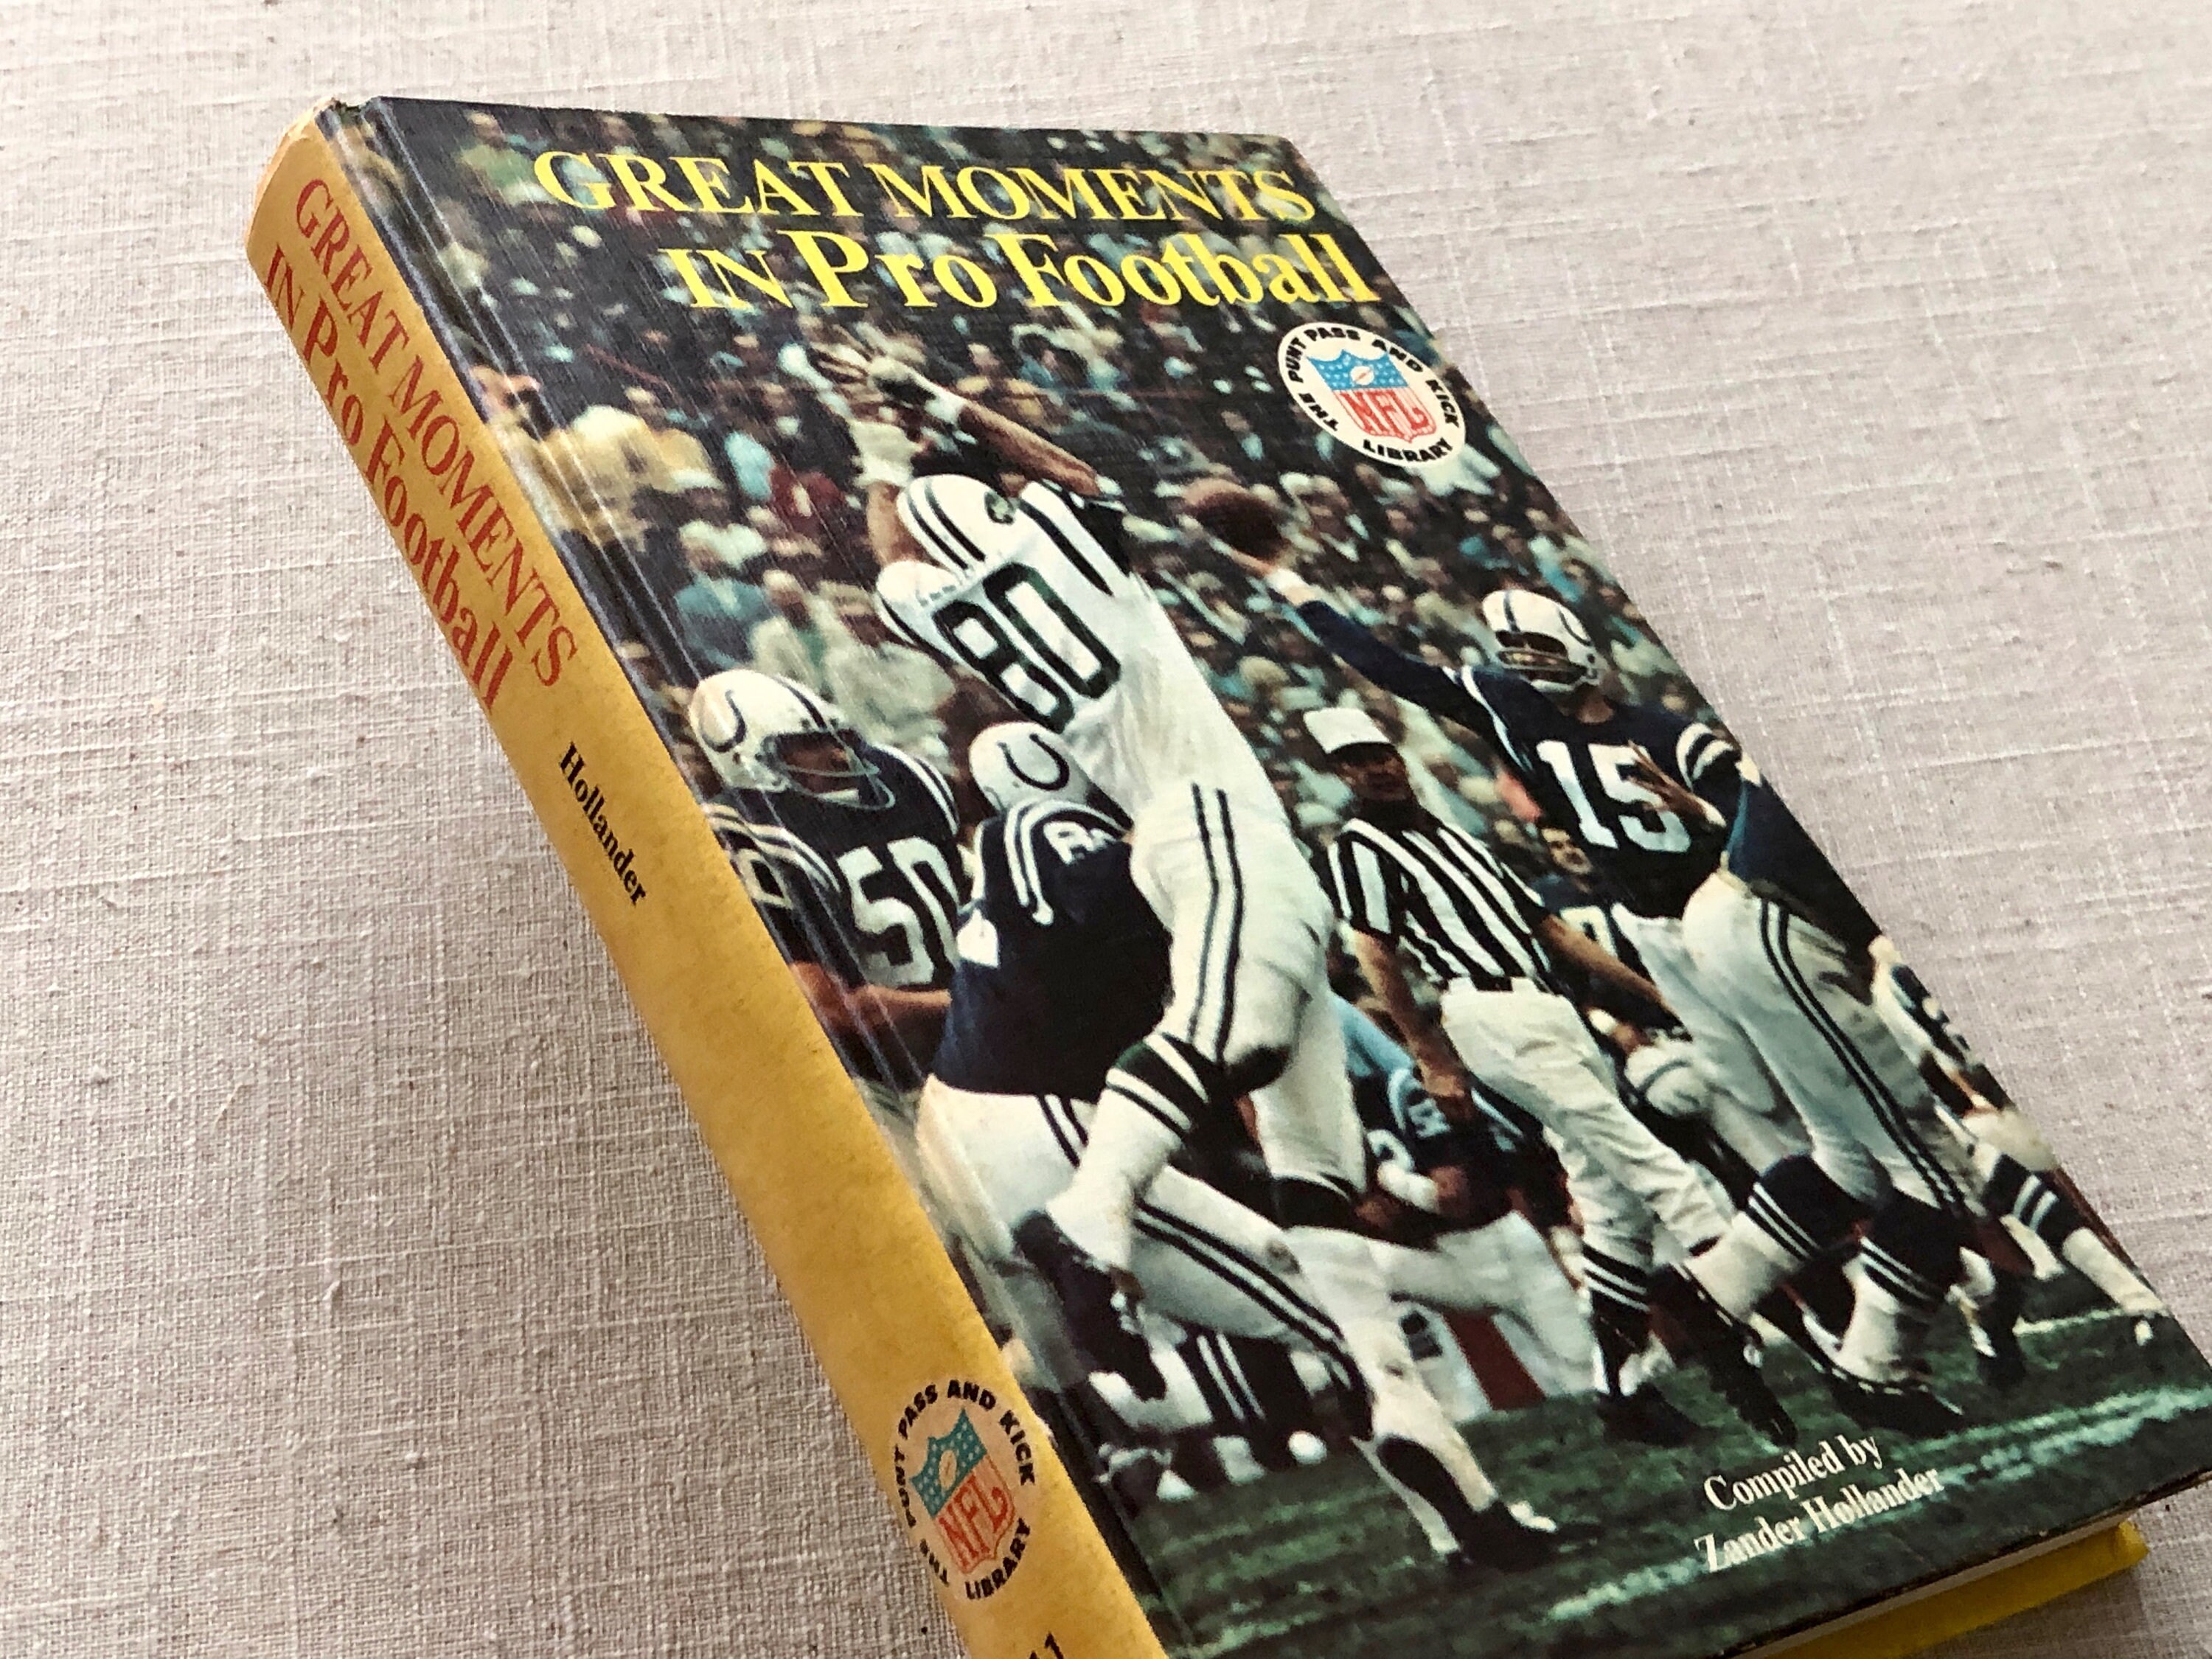 GREAT MOMENTS
IN Pro Football
Hollander
THE PUNT PASS AND KICK LIBRARY
NFL
11
GREAT MOMENTS
IN Pro Football
THE PUNT PASS AND KICK LIBRARY
NFL
80
50
15
Compiled by
Zander Hollander